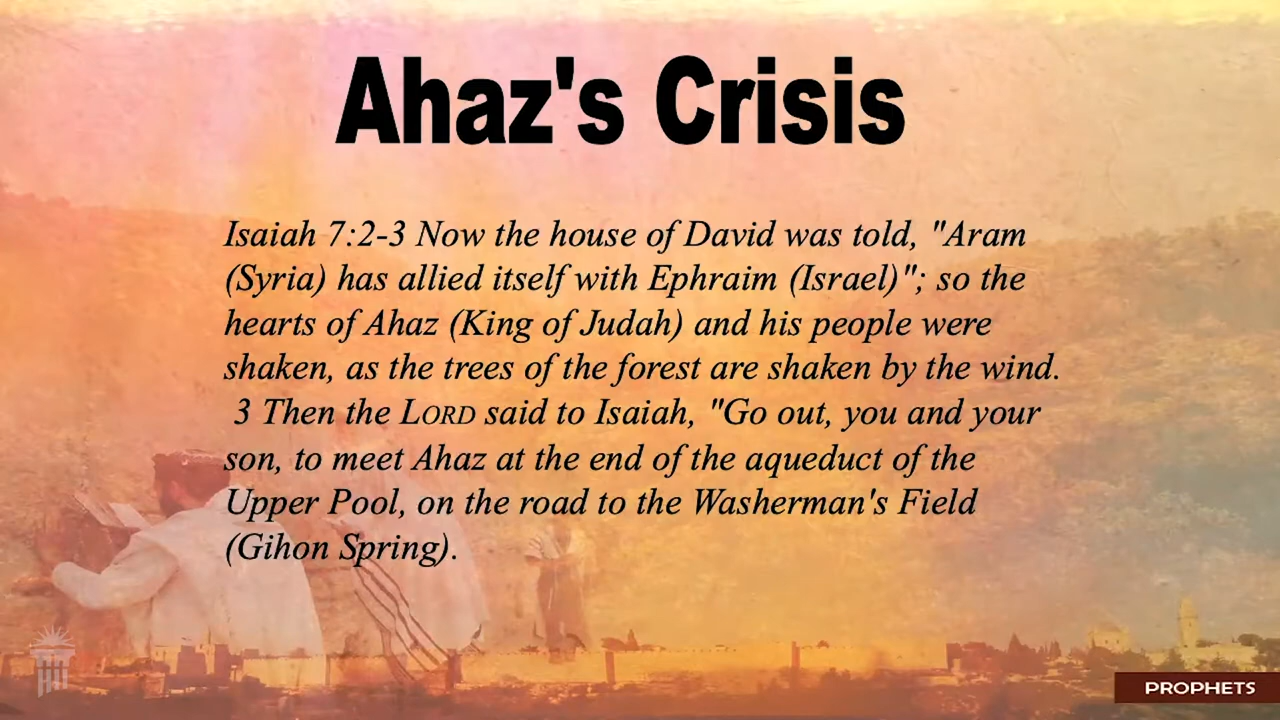 Ahaz's Crisis
Isaiah 7:2-3 Now the house of David was told, "Aram
(Syria) has allied itself with Ephraim (Israel)"; so the
hearts of Ahaz (King of Judah) and his people were
shaken, as the trees of the forest are shaken by the wind.
3 Then the LORD said to Isaiah, "Go out, you and your
son, to meet Ahaz at the end of the aqueduct of the
Upper Pool, on the road to the Washerman's Field
(Gihon Spring).
PROPHETS